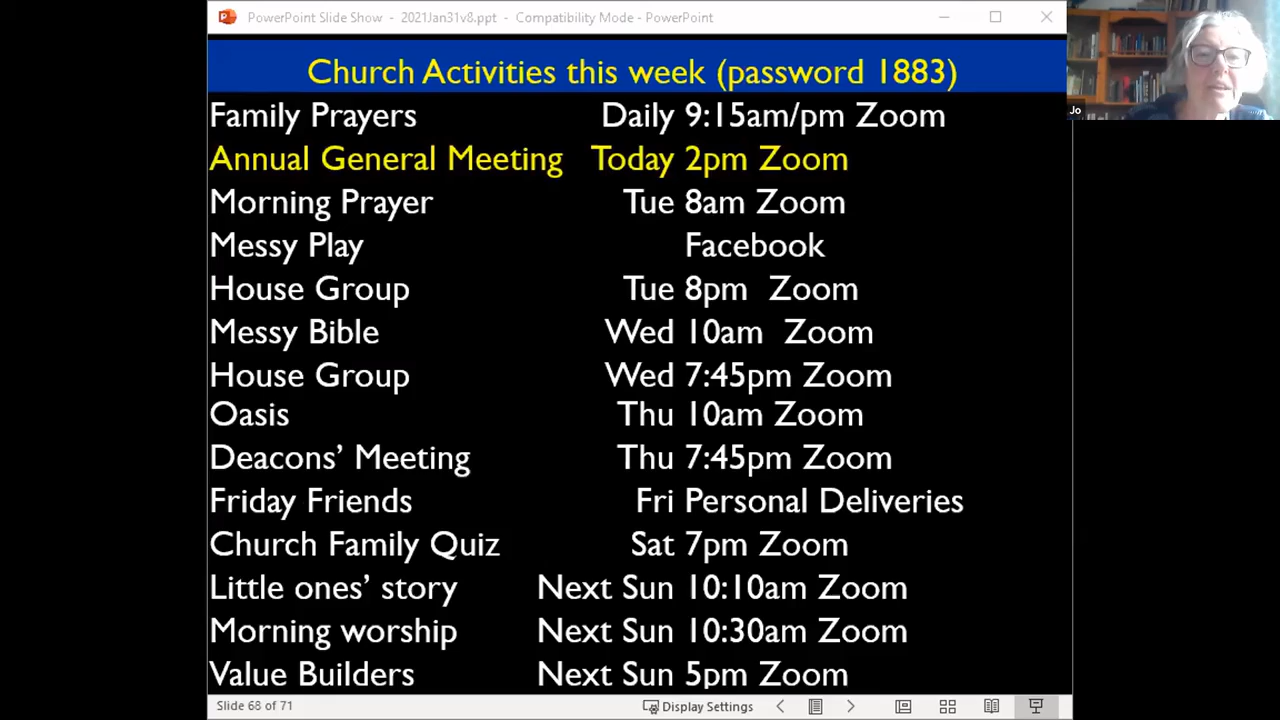 PowerPoint Slide Show - 2021Jan31v8.ppt - Compatibility Mode - PowerPoint
Church Activities this week (password 1883)
Jo
Family Prayers Daily 9:15am/pm Zoom
Annual General Meeting Today 2pm Zoom
Morning Prayer Tue 8am Zoom
Messy Play Facebook
House Group Tue 8pm Zoom
Messy Bible Wed 10am Zoom
House Group Wed 7:45pm Zoom
Oasis Thu 10am Zoom
Deacons’ Meeting Thu 7:45pm Zoom
Friday Friends Fri Personal Deliveries
Church Family Quiz Sat 7pm Zoom
Little ones’ story Next Sun 10:10am Zoom
Morning worship Next Sun 10:30am Zoom
Value Builders Next Sun 5pm Zoom
Slide 68 of 71 Display Settings